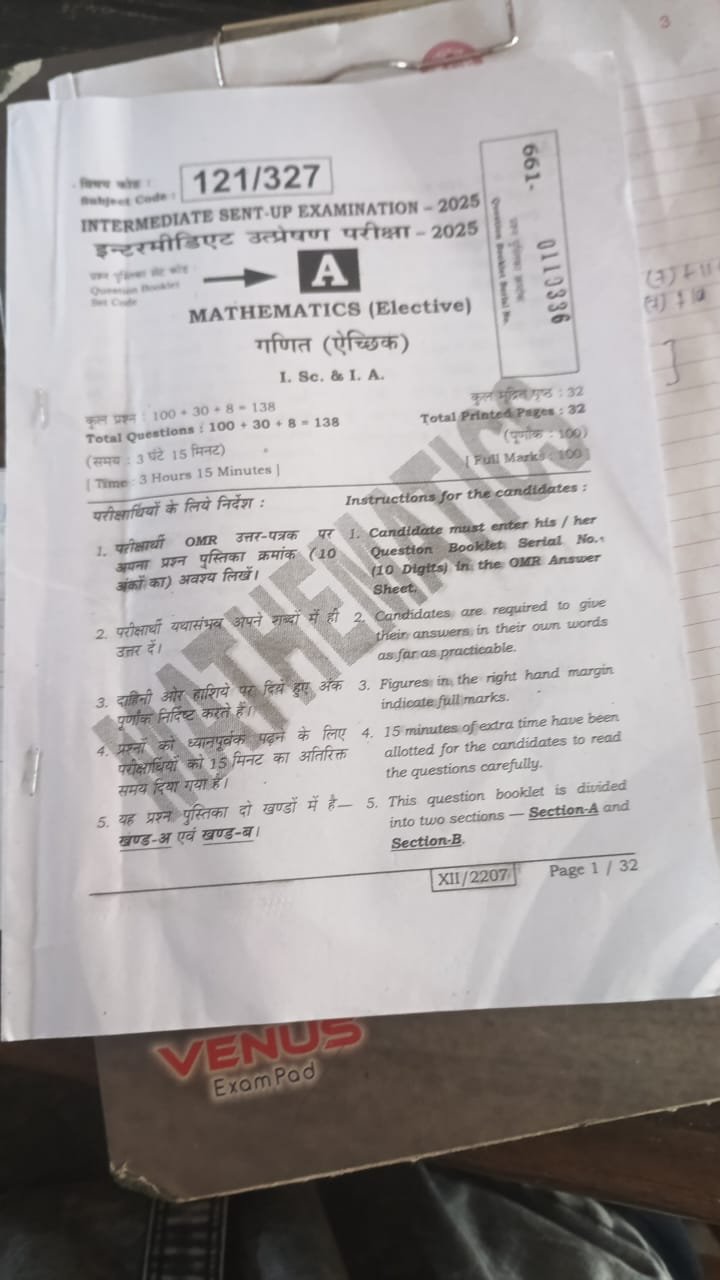 3
विषय कोड :
Subject Code :
121/327
INTERMEDIATE SENT-UP EXAMINATION – 2025
इन्टरमीडिएट उत्प्रेषण परीक्षा – 2025
प्रश्न पुस्तिका सेट कोड
Question Booklet
Set Code
A
MATHEMATICS (Elective)
गणित (ऐच्छिक)
I. Sc. & I. A.
661-
0110336
प्रश्न पुस्तिका क्रमांक
Question Booklet Serial No.
कुल प्रश्न : 100 + 30 + 8 = 138
Total Questions : 100 + 30 + 8 = 138
(समय : 3 घंटे 15 मिनट)
[ Time : 3 Hours 15 Minutes ]
कुल मुद्रित पृष्ठ : 32
Total Printed Pages : 32
(पूर्णांक : 100)
[ Full Marks : 100 ]
MATHEMATICS
परीक्षार्थियों के लिये निर्देश :
1. परीक्षार्थी OMR उत्तर-पत्रक पर
अपना प्रश्न पुस्तिका क्रमांक (10
अंकों का) अवश्य लिखें।
2. परीक्षार्थी यथासंभव अपने शब्दों में ही
उत्तर दें।
3. दाहिनी ओर हाशिये पर दिये हुए अंक
पूर्णांक निर्दिष्ट करते हैं।
4. प्रश्नों को ध्यानपूर्वक पढ़ने के लिए
परीक्षार्थियों को 15 मिनट का अतिरिक्त
समय दिया गया है।
5. यह प्रश्न पुस्तिका दो खण्डों में है—
खण्ड-अ एवं खण्ड-ब।
Instructions for the candidates :
1. Candidate must enter his / her
Question Booklet Serial No.
(10 Digits) in the OMR Answer
Sheet.
2. Candidates are required to give
their answers in their own words
as far as practicable.
3. Figures in the right hand margin
indicate full marks.
4. 15 minutes of extra time have been
allotted for the candidates to read
the questions carefully.
5. This question booklet is divided
into two sections — Section-A and
Section-B.
XII/2207
Page 1 / 32
VENUS
ExamPad